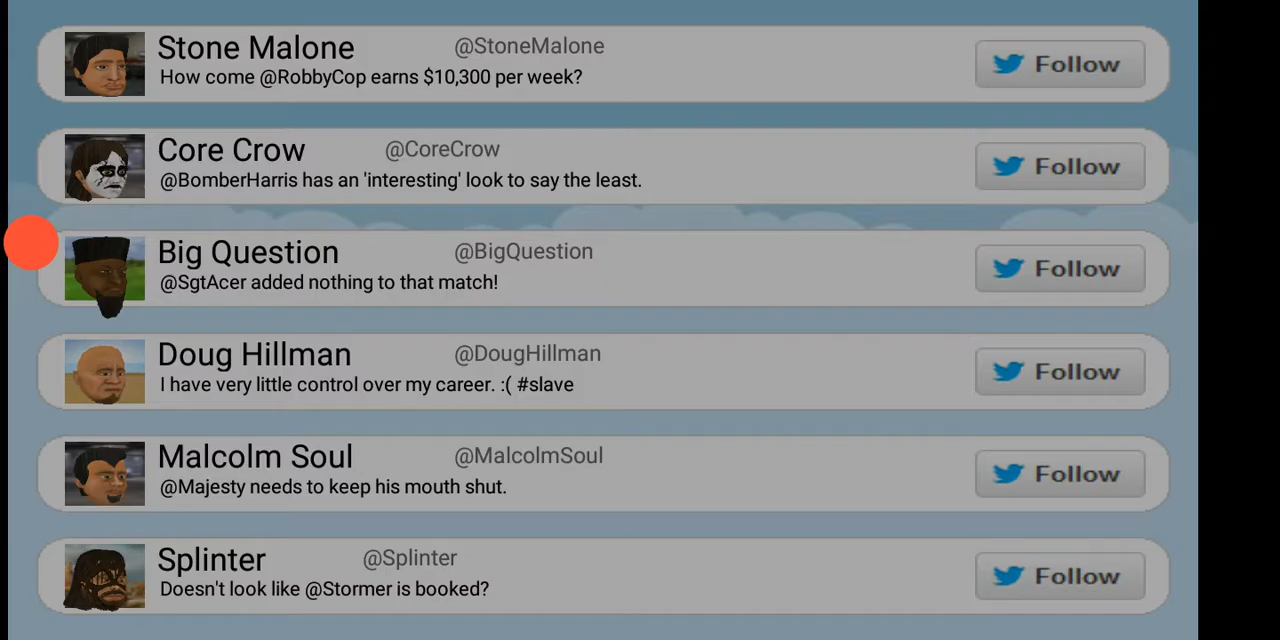 Stone Malone @StoneMalone
How come @RobbyCop earns $10,300 per week?
Follow
Core Crow @CoreCrow
@BomberHarris has an 'interesting' look to say the least.
Follow
Big Question @BigQuestion
@SgtAcer added nothing to that match!
Follow
Doug Hillman @DougHillman
I have very little control over my career. :( #slave
Follow
Malcolm Soul @MalcolmSoul
@Majesty needs to keep his mouth shut.
Follow
Splinter @Splinter
Doesn't look like @Stormer is booked?
Follow